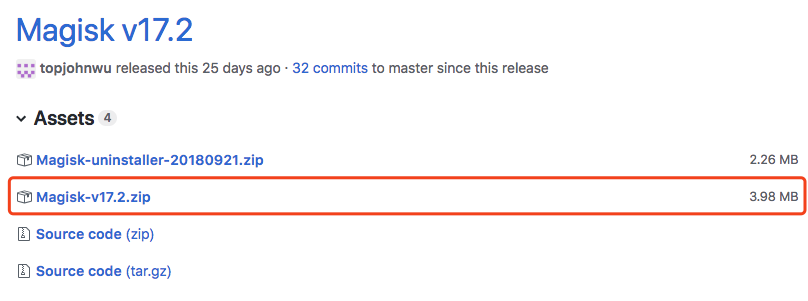 Magisk v17.2
topjohnwu released this 25 days ago · 32 commits to master since this release
Assets 4
Magisk-uninstaller-20180921.zip 2.26 MB
Magisk-v17.2.zip 3.98 MB
Source code (zip)
Source code (tar.gz)